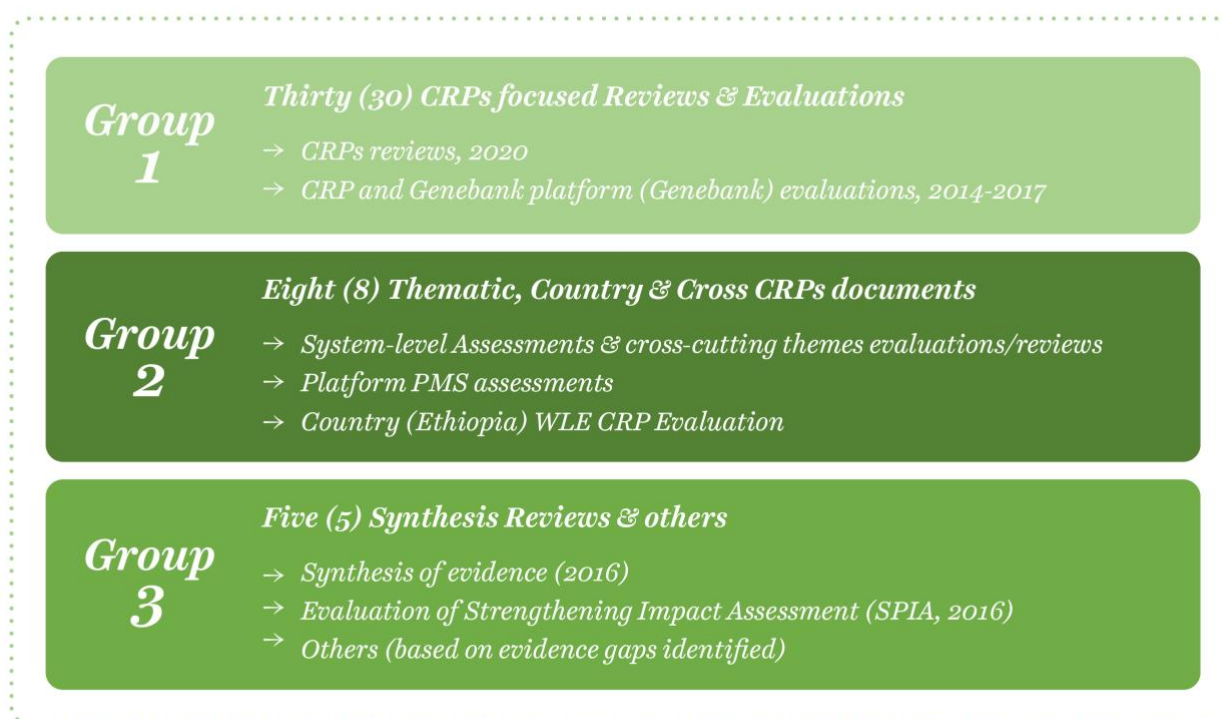 Group
1
Thirty (30) CRPs focused Reviews & Evaluations
→ CRPs reviews, 2020
→ CRP and Genebank platform (Genebank) evaluations, 2014-2017
Group
2
Eight (8) Thematic, Country & Cross CRPs documents
→ System-level Assessments & cross-cutting themes evaluations/reviews
→ Platform PMS assessments
→ Country (Ethiopia) WLE CRP Evaluation
Group
3
Five (5) Synthesis Reviews & others
→ Synthesis of evidence (2016)
→ Evaluation of Strengthening Impact Assessment (SPIA, 2016)
→ Others (based on evidence gaps identified)